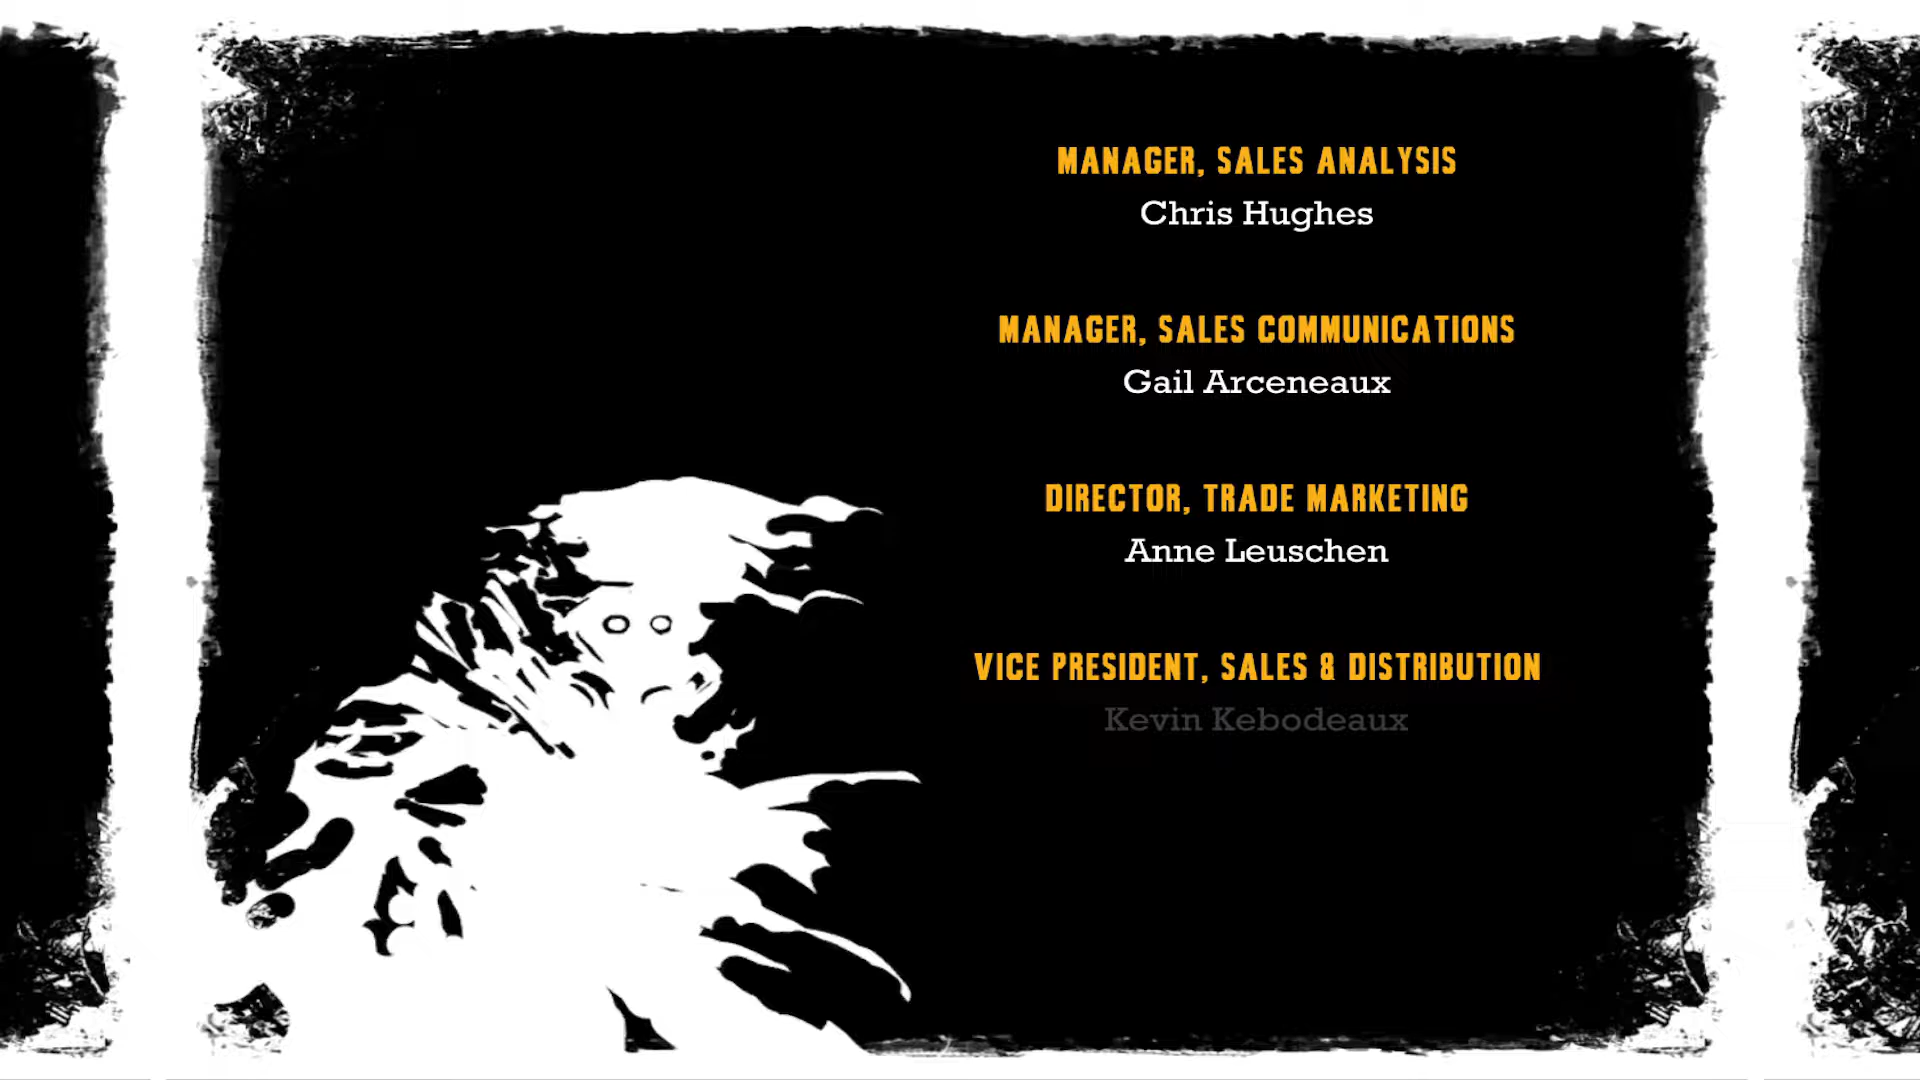 MANAGER, SALES ANALYSIS
Chris Hughes
MANAGER, SALES COMMUNICATIONS
Gail Arceneaux
DIRECTOR, TRADE MARKETING
Anne Leuschen
VICE PRESIDENT, SALES & DISTRIBUTION
Kevin Kebodeaux